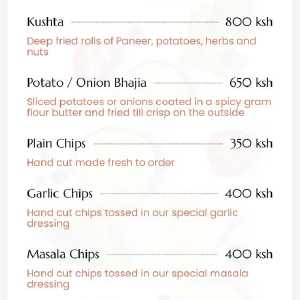 Kushta 800 ksh
Deep fried rolls of Paneer, potatoes, herbs and
nuts
Potato / Onion Bhajia 650 ksh
Sliced potatoes or onions coated in a spicy gram
flour butter and fried till crisp on the outside
Plain Chips 350 ksh
Hand cut made fresh to order
Garlic Chips 400 ksh
Hand cut chips tossed in our special garlic
dressing
Masala Chips 400 ksh
Hand cut chips tossed in our special masala
dressing